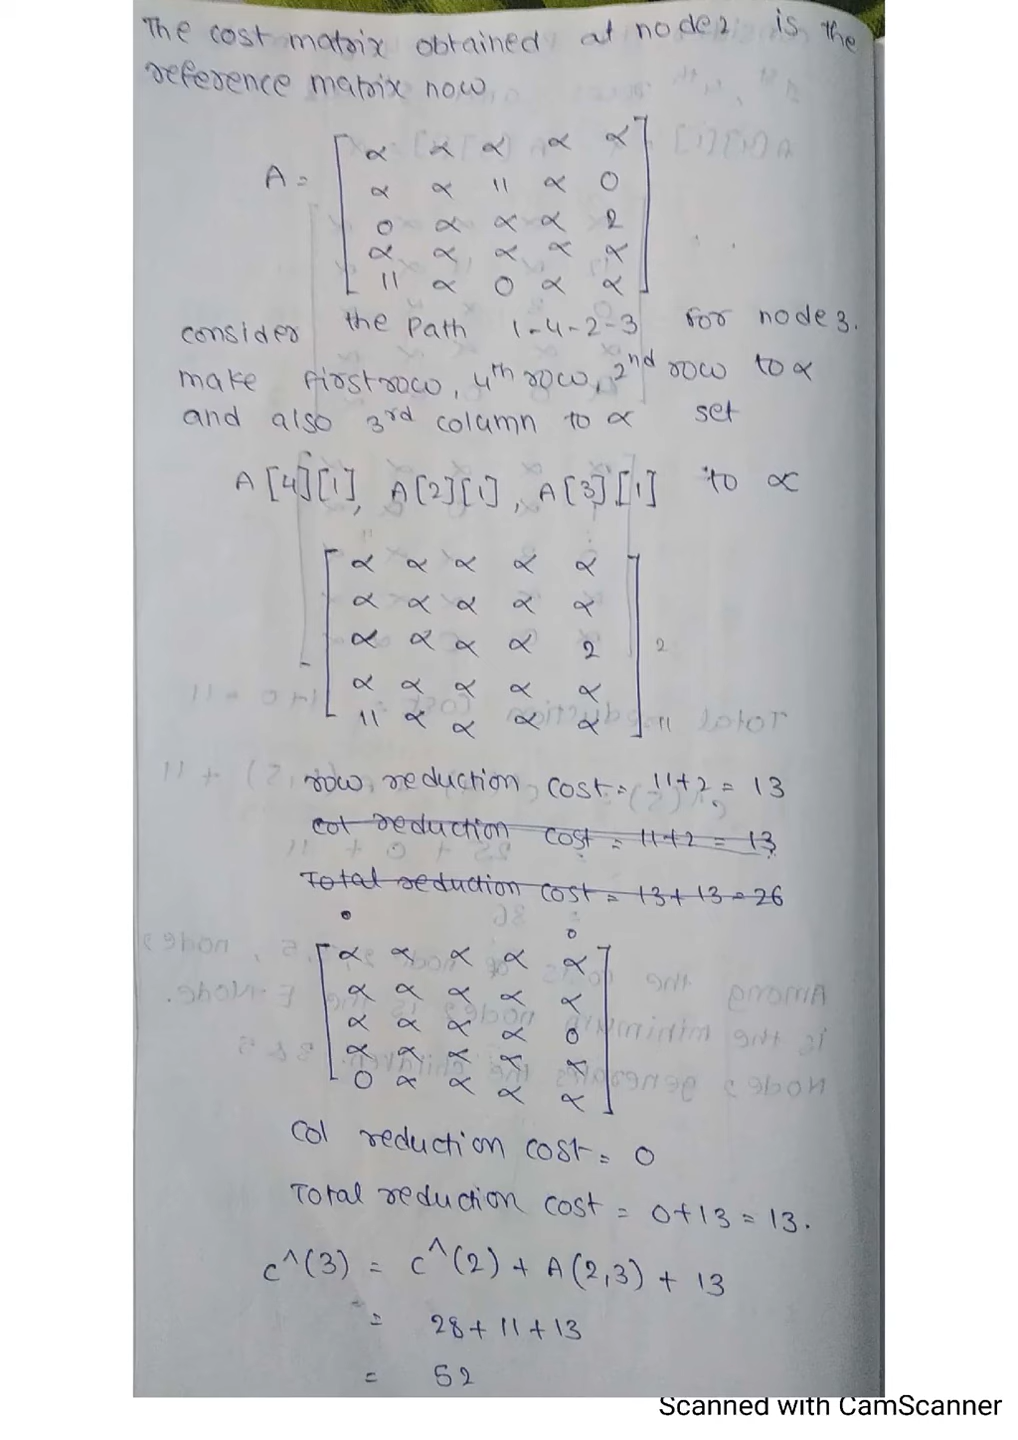 The cost matrix obtained at node2 is the
reference matrix now
A = [ α α α α α ]
α α 11 α 0
0 α α α 2
α α α α α
11 α 0 α α
consider the path 1-4-2-3 for node 3.
make first row, 4th row, 2nd row to α
and also 3rd column to α set
A[4][1], A[2][1], A[3][1] to α
α α α α α
α α α α α
α α α α 2 2
α α α α α
11 α α α α 11
row reduction cost = 11+2 = 13
col reduction cost = 11+2 = 13
Total reduction cost = 13+13=26
0 0
α α α α α
α α α α α
α α α α 0
α α α α α
0 α α α α
col reduction cost = 0
Total reduction cost = 0+13=13.
c^(3) = c^(2) + A(2,3) + 13
= 28+11+13
= 52
Scanned with CamScanner